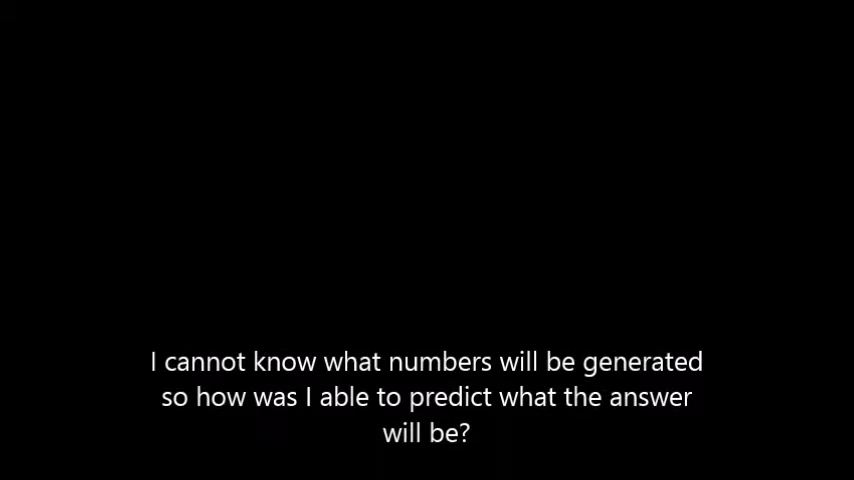 I cannot know what numbers will be generated
so how was I able to predict what the answer
will be?